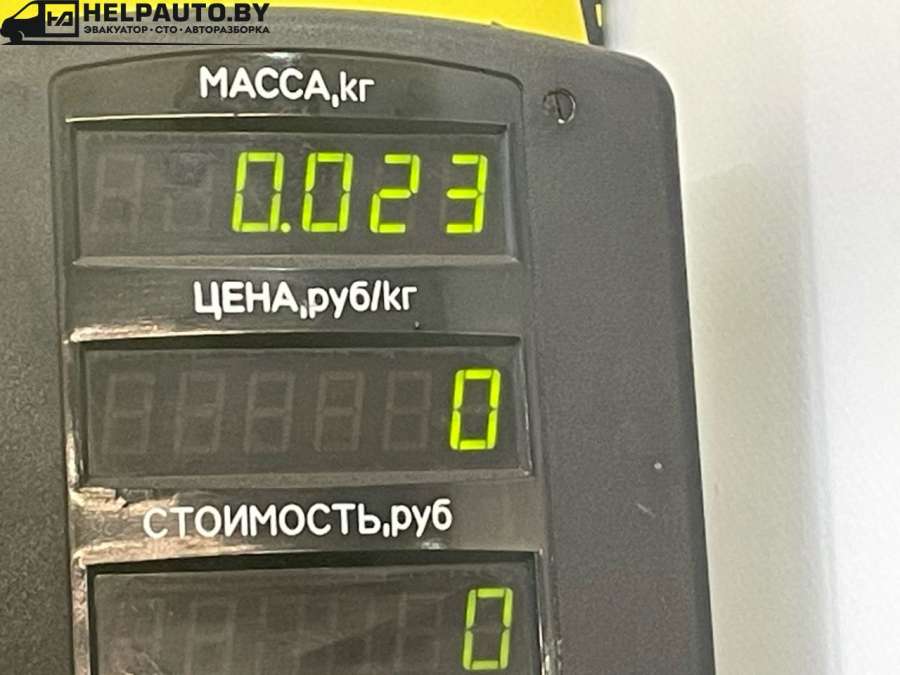 HELPAUTO.BY
ЭВАКУАТОР · СТО · АВТОРАЗБОРКА
МАССА,кг
0.023
ЦЕНА,руб/кг
0
СТОИМОСТЬ,руб
0